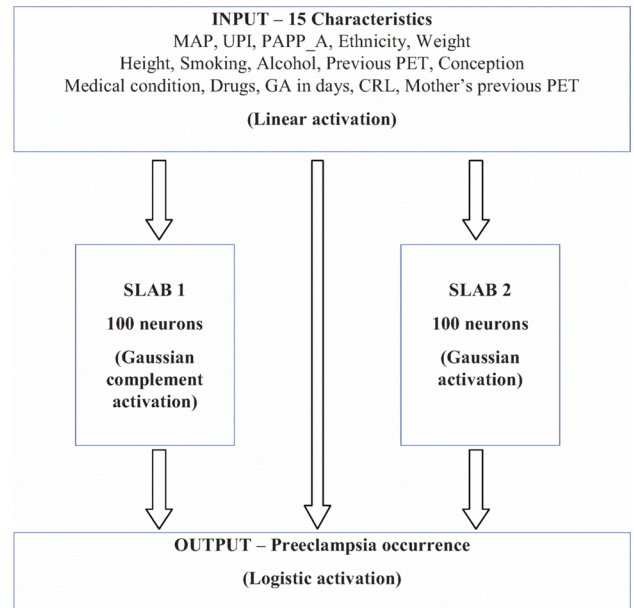 INPUT – 15 Characteristics
MAP, UPI, PAPP_A, Ethnicity, Weight
Height, Smoking, Alcohol, Previous PET, Conception
Medical condition, Drugs, GA in days, CRL, Mother's previous PET
(Linear activation)
SLAB 1
100 neurons
(Gaussian
complement
activation)
SLAB 2
100 neurons
(Gaussian
activation)
OUTPUT – Preeclampsia occurrence
(Logistic activation)